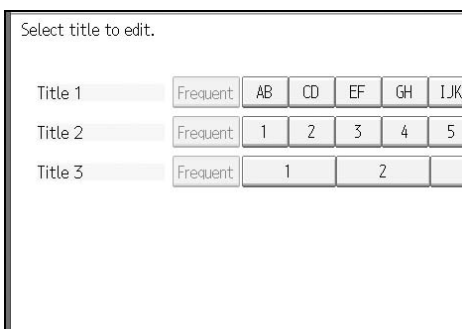 Select title to edit.
Title 1 Frequent AB CD EF GH IJK
Title 2 Frequent 1 2 3 4 5
Title 3 Frequent 1 2